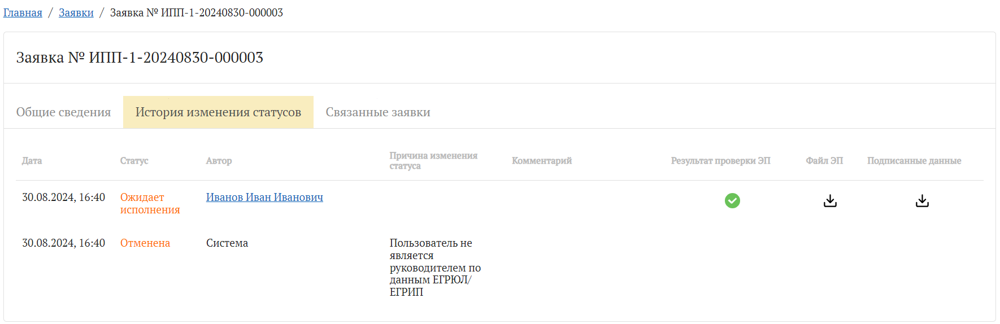 Главная / Заявки / Заявка № ИПП-1-20240830-000003
Заявка № ИПП-1-20240830-000003
Общие сведения История изменения статусов Связанные заявки
Дата Статус Автор Причина изменения статуса Комментарий Результат проверки ЭП Файл ЭП Подписанные данные
30.08.2024, 16:40 Ожидает исполнения Иванов Иван Иванович
30.08.2024, 16:40 Отменена Система Пользователь не
является
руководителем по
данным ЕГРЮЛ/
ЕГРИП